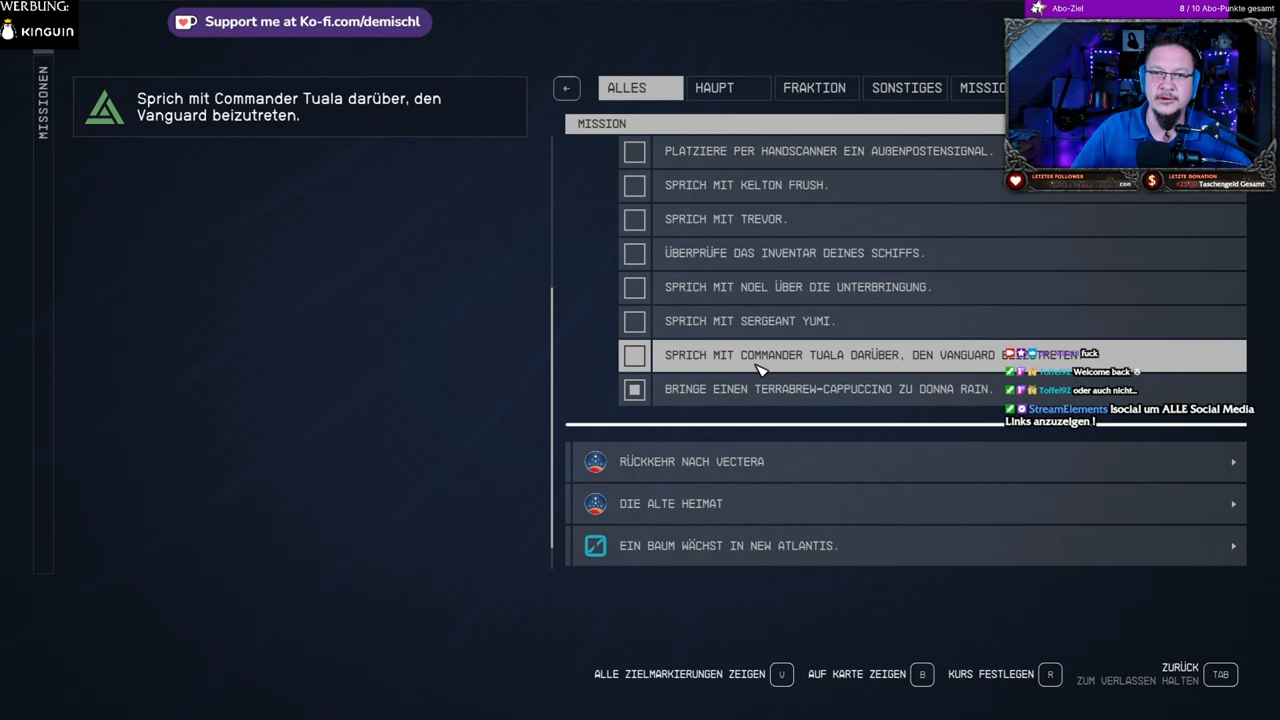 WERBUNG:
KINGUIN
Support me at Ko-fi.com/demischl
Abo-Ziel
8 / 10 Abo-Punkte gesamt
MISSIONEN
Sprich mit Commander Tuala darüber, den
Vanguard beizutreten.
ALLES
HAUPT
FRAKTION
SONSTIGES
MISSIO
MISSION
PLATZIERE PER HANDSCANNER EIN AUßENPOSTENSIGNAL.
SPRICH MIT KELTON FRUSH.
SPRICH MIT TREVOR.
ÜBERPRÜFE DAS INVENTAR DEINES SCHIFFS.
SPRICH MIT NOEL ÜBER DIE UNTERBRINGUNG.
SPRICH MIT SERGEANT YUMI.
SPRICH MIT COMMANDER TUALA DARÜBER, DEN VANGUARD BEIZUTRETEN
BRINGE EINEN TERRABREW-CAPPUCCINO ZU DONNA RAIN.
LETZTER FOLLOWER
con
LETZTE DONATION
Taschengeld Gesamt
fuck
Toffel92 Welcome back
Toffel92 oder auch nicht...
StreamElements !social um ALLE Social Media
Links anzuzeigen !
RÜCKKEHR NACH VECTERA
DIE ALTE HEIMAT
EIN BAUM WÄCHST IN NEW ATLANTIS.
ALLE ZIELMARKIERUNGEN ZEIGEN
AUF KARTE ZEIGEN B
KURS FESTLEGEN R
ZURÜCK
ZUM VERLASSEN HALTEN
TAB